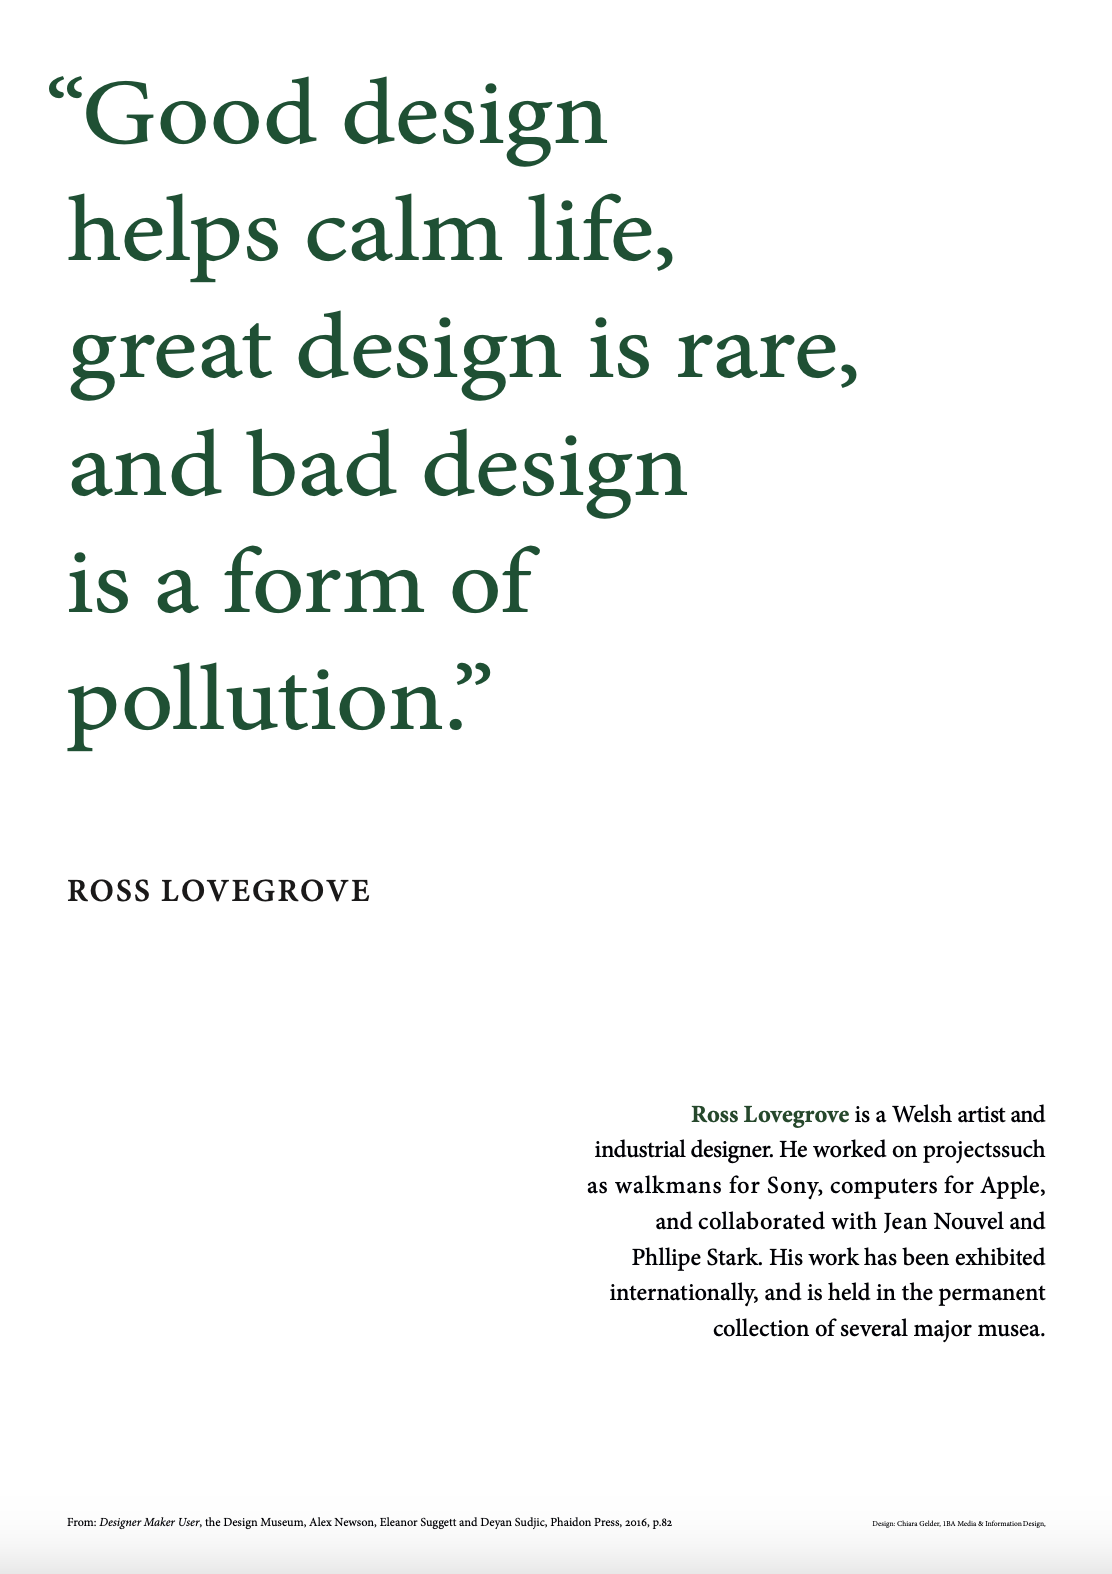 “Good design
helps calm life,
great design is rare,
and bad design
is a form of
pollution.”
ROSS LOVEGROVE
Ross Lovegrove is a Welsh artist and
industrial designer. He worked on projectssuch
as walkmans for Sony, computers for Apple,
and collaborated with Jean Nouvel and
Phllipe Stark. His work has been exhibited
internationally, and is held in the permanent
collection of several major musea.
From: Designer Maker User, the Design Museum, Alex Newson, Eleanor Suggett and Deyan Sudjic, Phaidon Press, 2016, p.82
Design: Chiara Gelder, 1BA Media & Information Design,